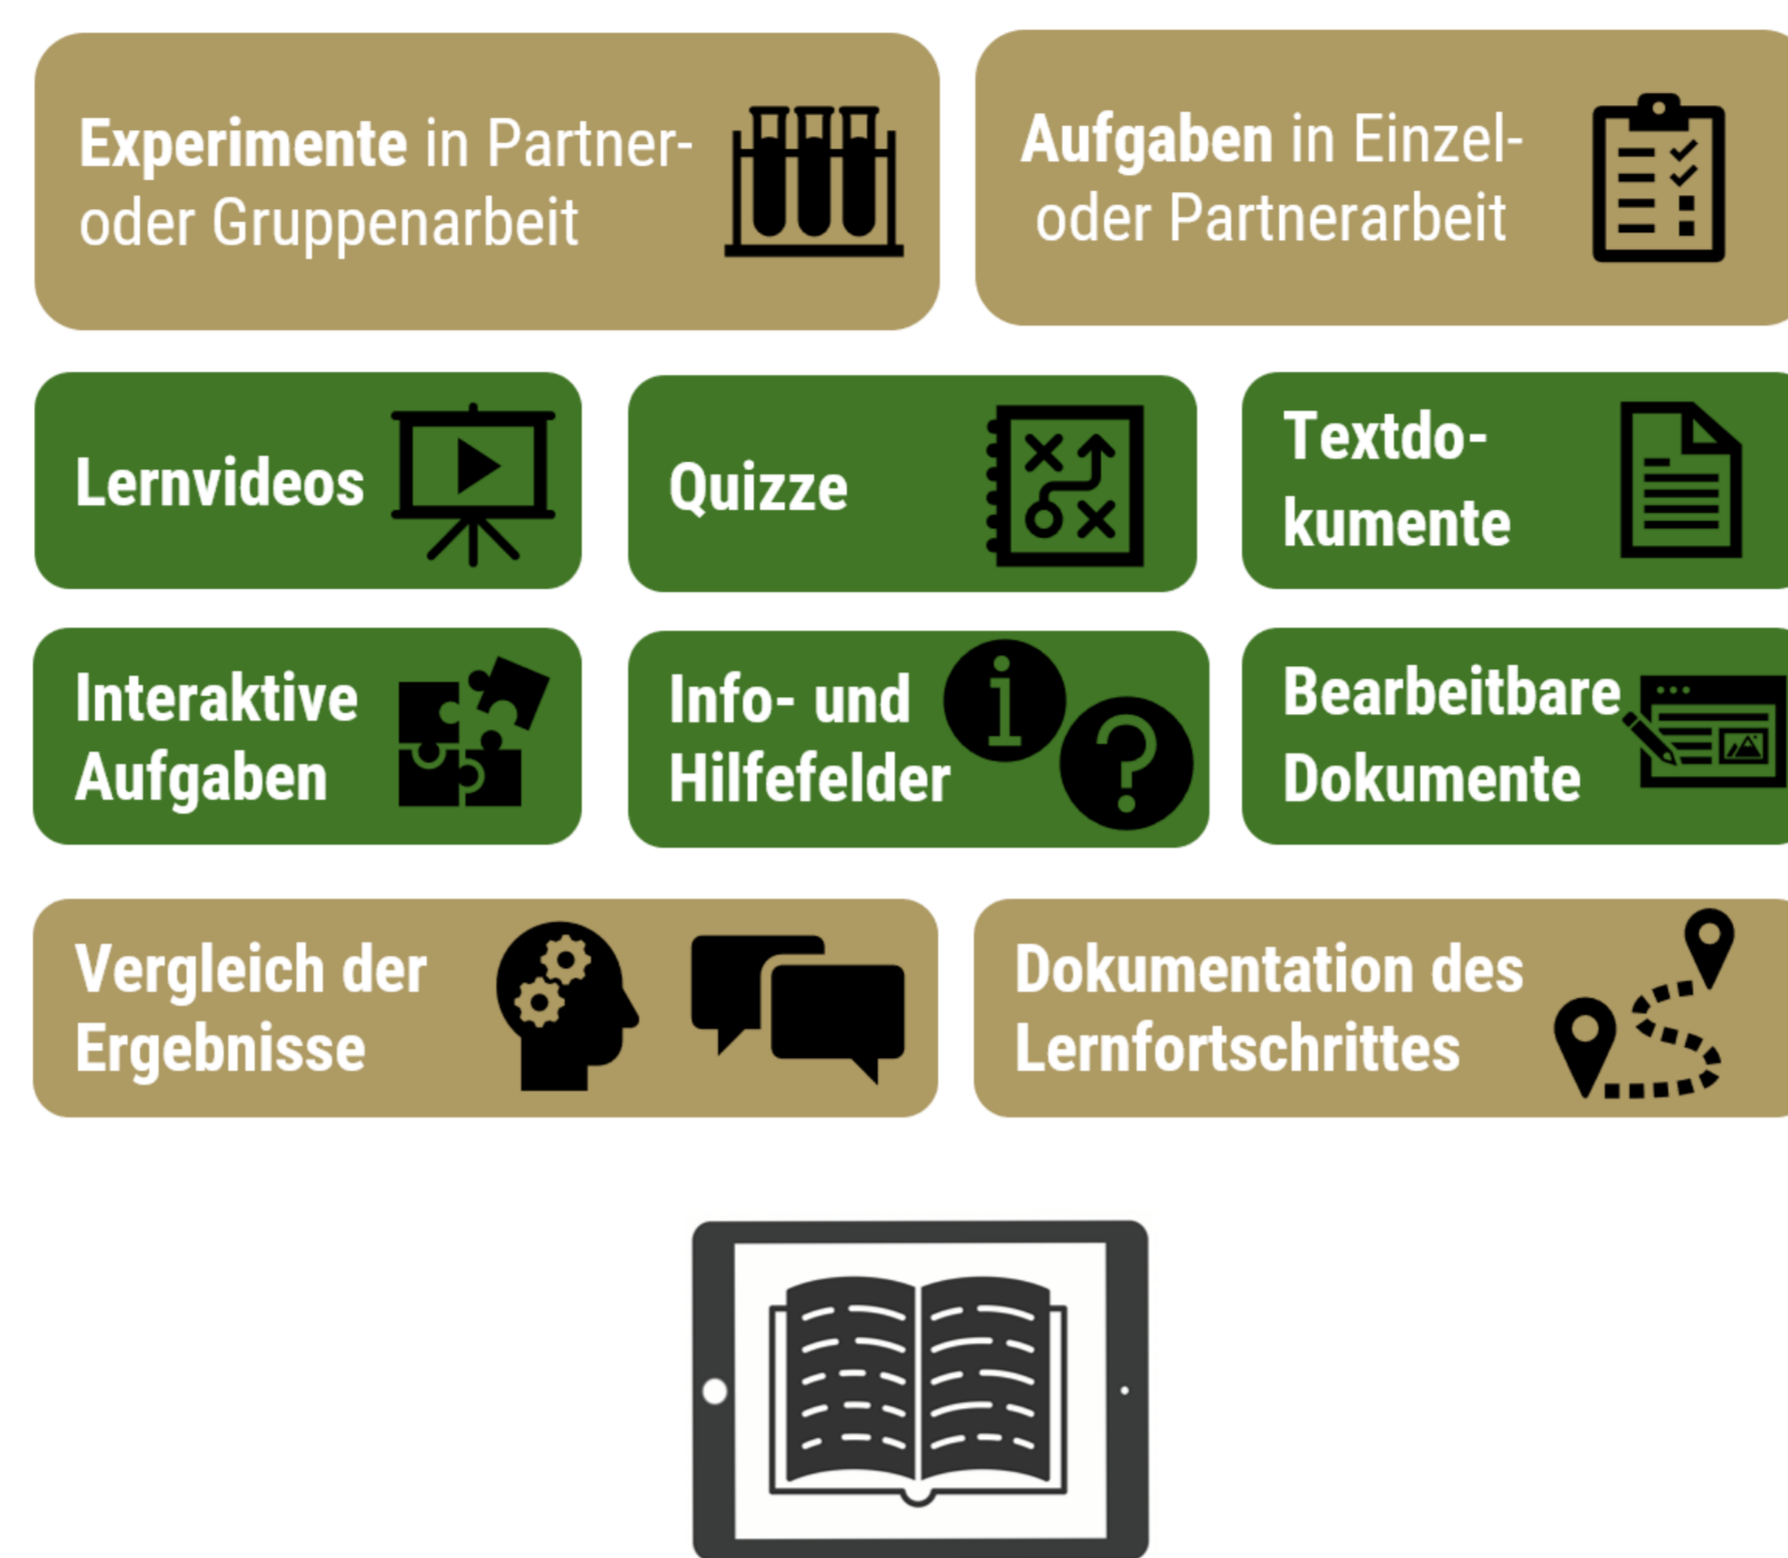 Experimente in Partner-
oder Gruppenarbeit
Aufgaben in Einzel-
oder Partnerarbeit
Lernvideos
Quizze
Textdo-
kumente
Interaktive
Aufgaben
Info- und
Hilfefelder
Bearbeitbare
Dokumente
Vergleich der
Ergebnisse
Dokumentation des
Lernfortschrittes